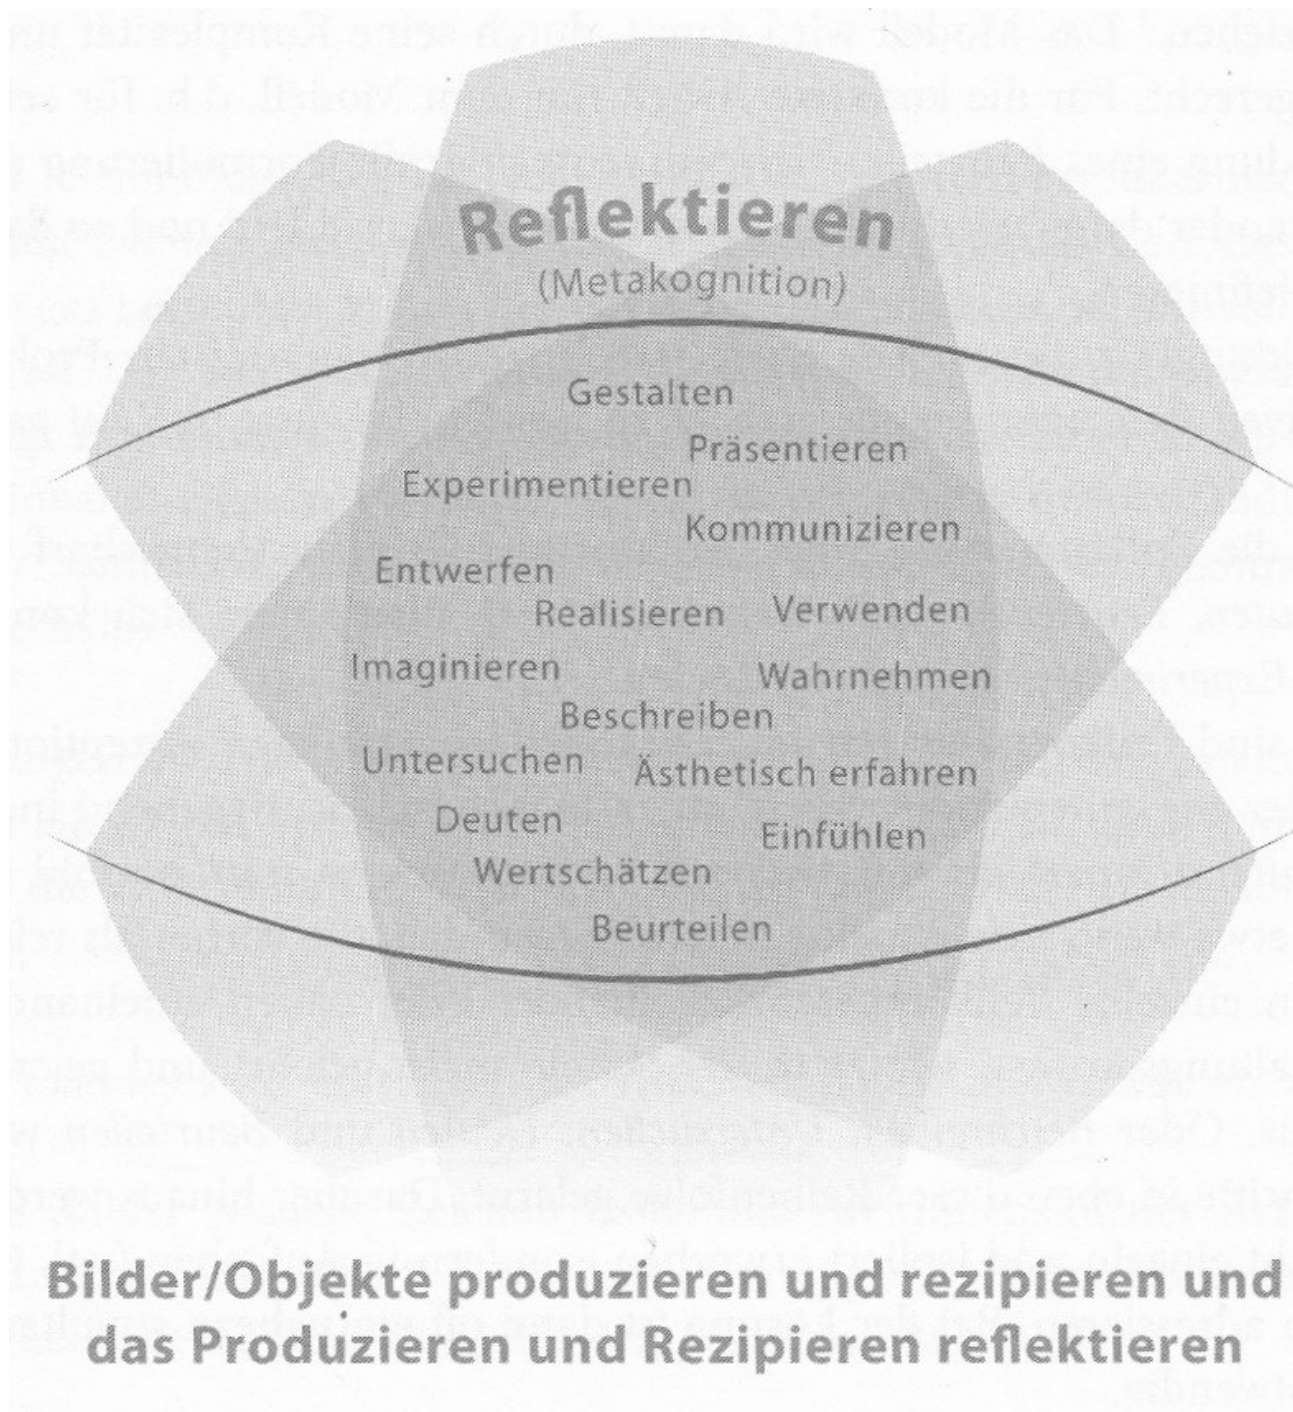 Reflektieren
(Metakognition)
Gestalten
Präsentieren
Experimentieren
Kommunizieren
Entwerfen
Realisieren
Verwenden
Imaginieren
Wahrnehmen
Beschreiben
Untersuchen
Ästhetisch erfahren
Deuten
Einfühlen
Wertschätzen
Beurteilen
Bilder/Objekte produzieren und rezipieren und
das Produzieren und Rezipieren reflektieren